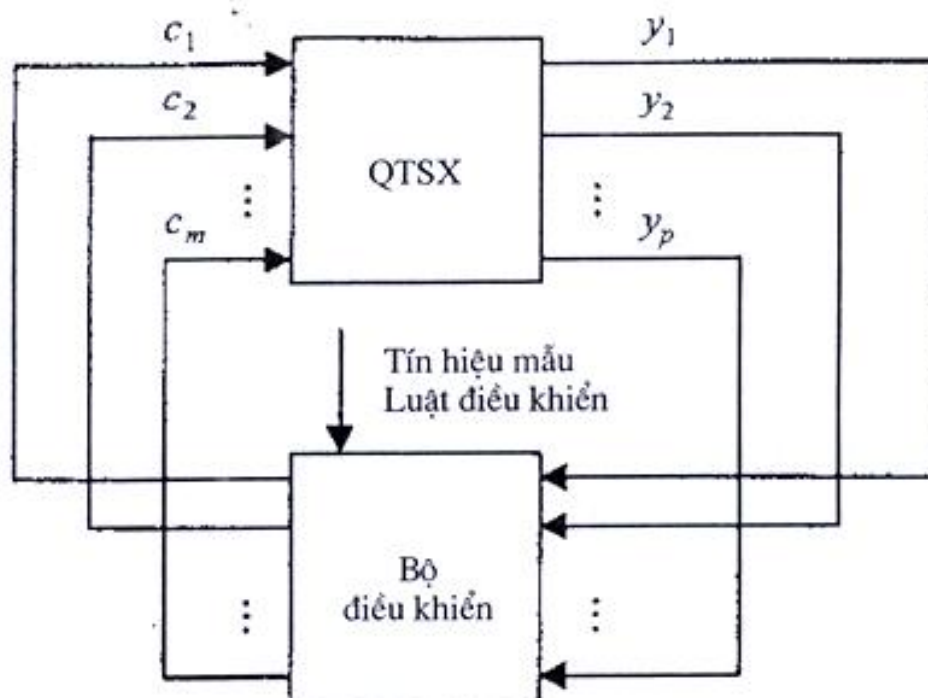 c₁
y₁
c₂
y₂
QTSX
⋮
⋮
cₘ
yₚ
Tín hiệu mẫu
Luật điều khiển
Bộ
điều khiển
⋮
⋮